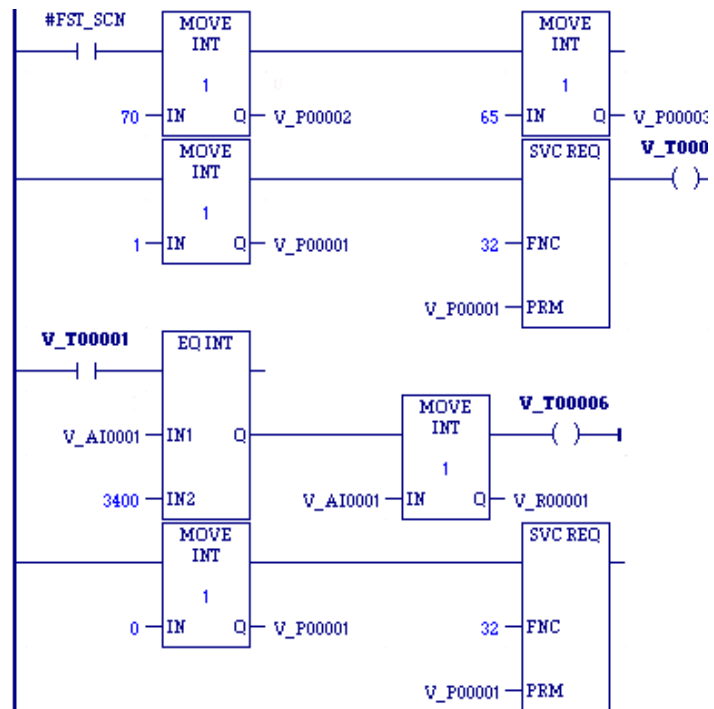 #FST_SCN
MOVE
INT
1
70 IN Q V_P00002
MOVE
INT
1
65 IN Q V_P00003
MOVE
INT
1
1 IN Q V_P00001
SVC REQ
V_T000
32 FNC
V_P00001 PRM
V_T00001
EQ INT
V_AI0001 IN1 Q
3400 IN2
MOVE
INT
1
V_AI0001 IN Q V_R00001
V_T00006
MOVE
INT
1
0 IN Q V_P00001
SVC REQ
32 FNC
V_P00001 PRM